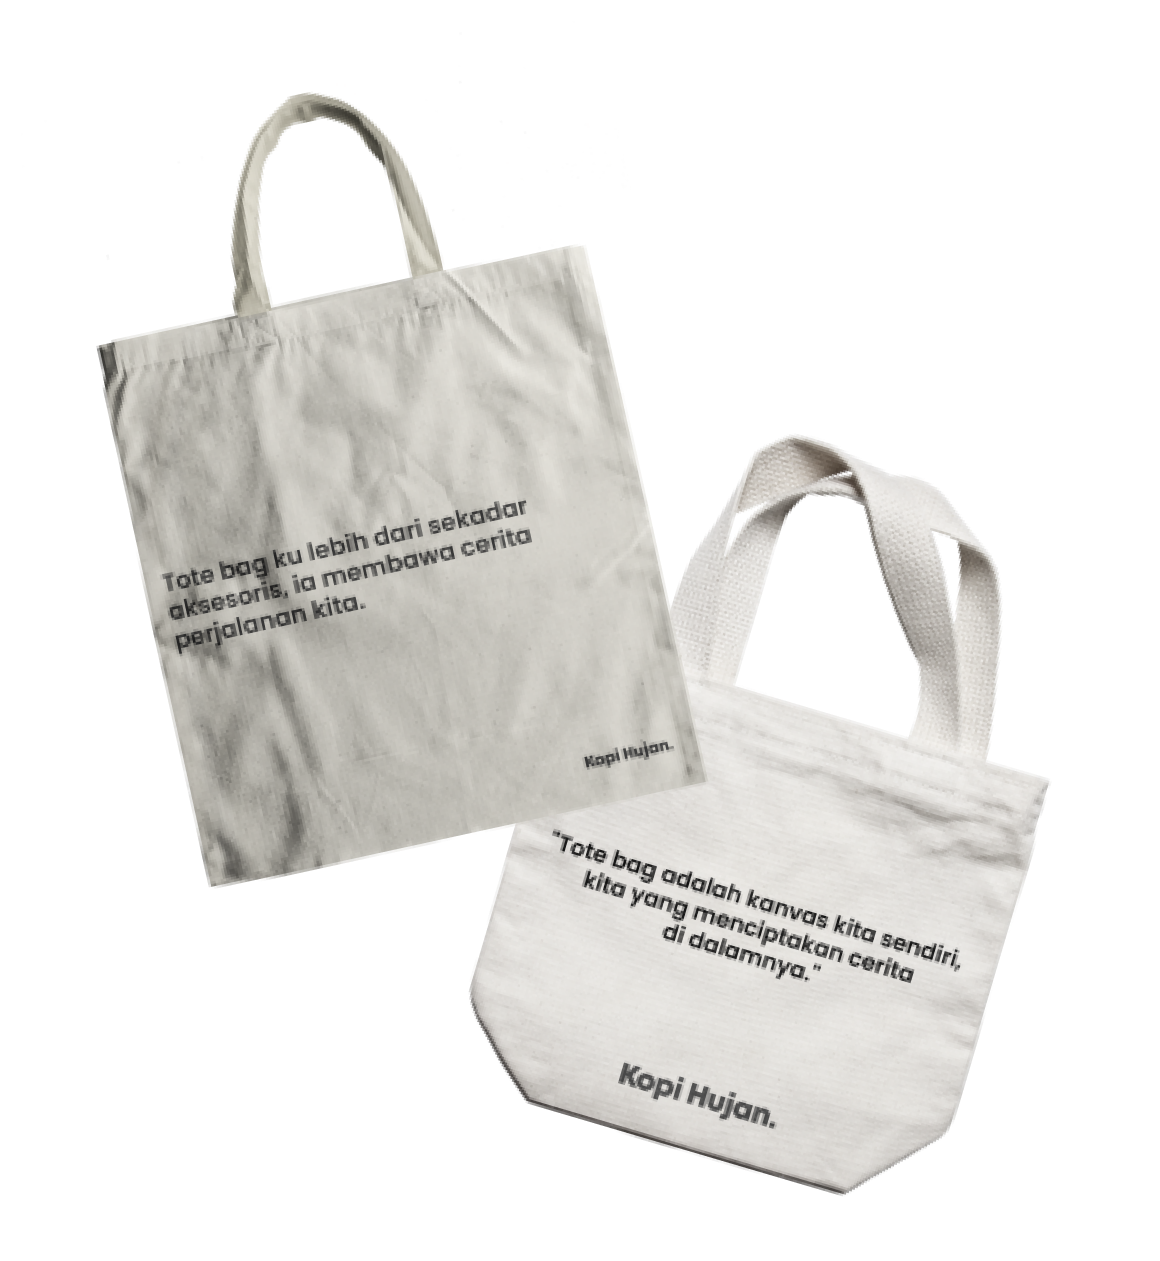 Tote bag ku lebih dari sekadar
aksesoris, ia membawa cerita
perjalanan kita.
Kopi Hujan.
"Tote bag adalah kanvas kita sendiri,
kita yang menciptakan cerita
di dalamnya."
Kopi Hujan.